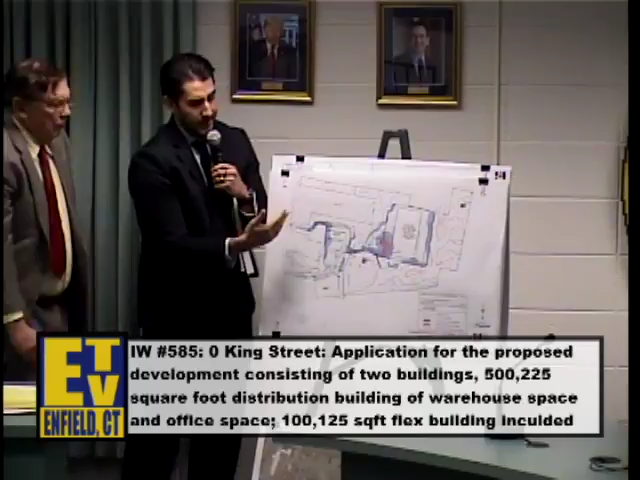 IW #585: 0 King Street: Application for the proposed
development consisting of two buildings, 500,225
square foot distribution building of warehouse space
and office space; 100,125 sqft flex building inculded
ETV
ENFIELD, CT